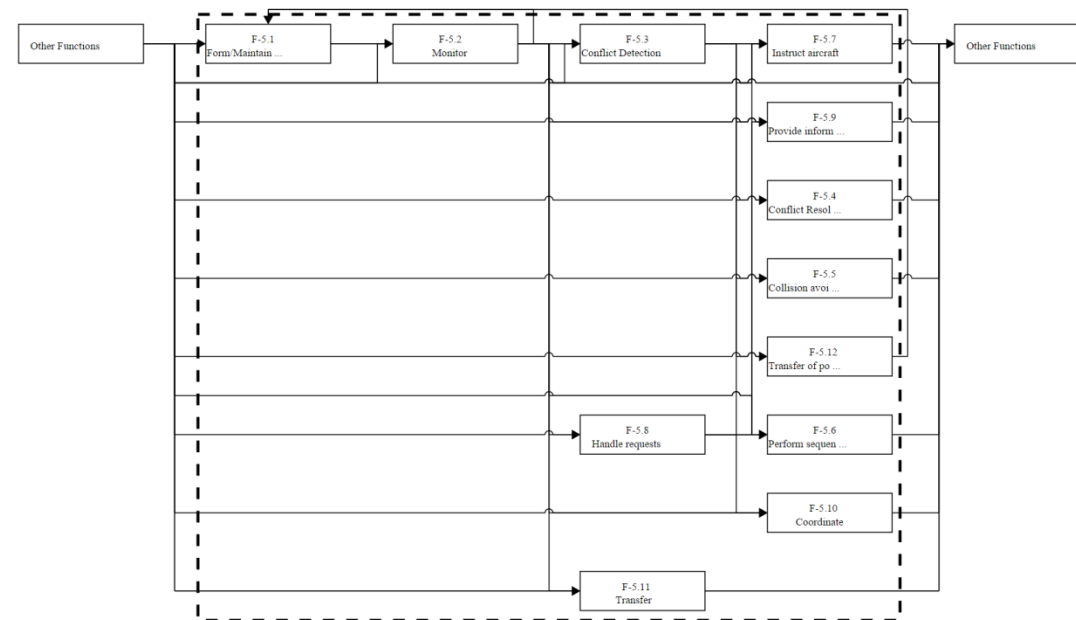 Other Functions
F-5.1
Form/Maintain ...
F-5.2
Monitor
F-5.3
Conflict Detection
F-5.7
Instruct aircraft
Other Functions
F-5.9
Provide inform ...
F-5.4
Conflict Resol ...
F-5.5
Collision avoi ...
F-5.12
Transfer of po ...
F-5.8
Handle requests
F-5.6
Perform sequen ...
F-5.10
Coordinate
F-5.11
Transfer